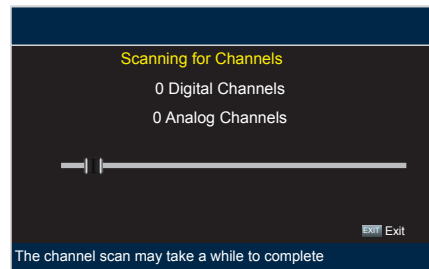 Scanning for Channels
0 Digital Channels
0 Analog Channels
EXIT Exit
The channel scan may take a while to complete